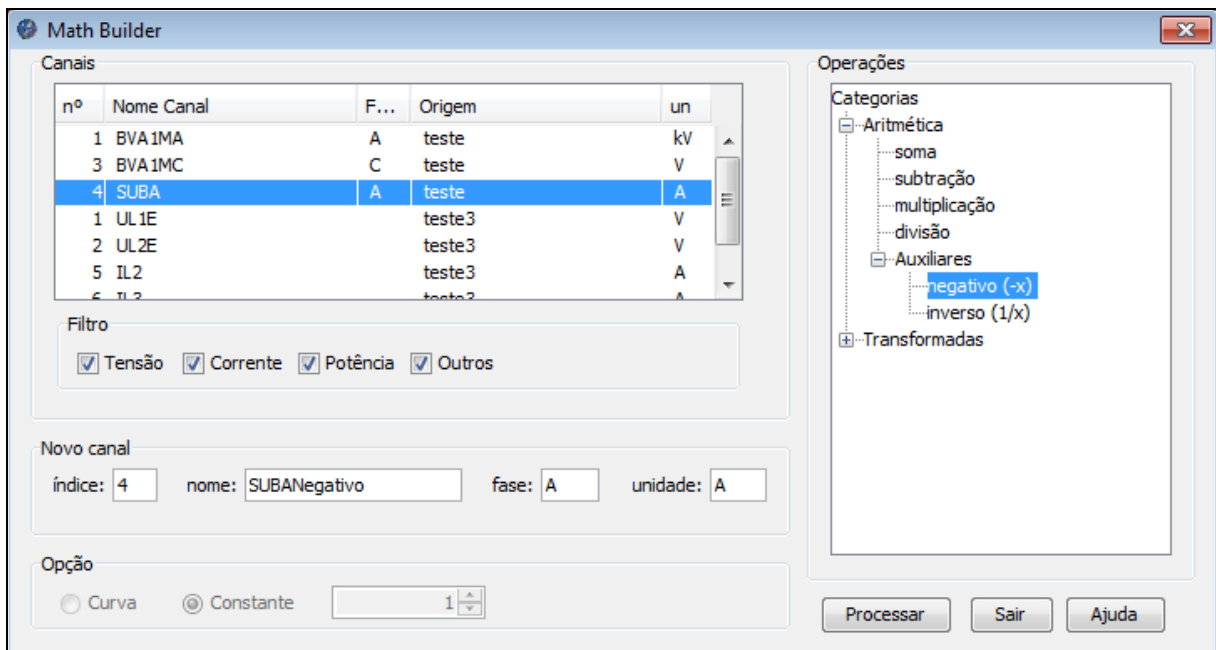 Math Builder
Canais
nº Nome Canal F... Origem un
1 BVA1MA A teste kV
3 BVA1MC C teste V
4 SUBA A teste A
1 UL1E teste3 V
2 UL2E teste3 V
5 IL2 teste3 A
6 IL3 teste3 A
Filtro
Tensão Corrente Potência Outros
Novo canal
índice: 4 nome: SUBANegativo fase: A unidade: A
Opção
Curva Constante 1
Operações
Categorias
Aritmética
soma
subtração
multiplicação
divisão
Auxiliares
negativo (-x)
inverso (1/x)
Transformadas
Processar Sair Ajuda